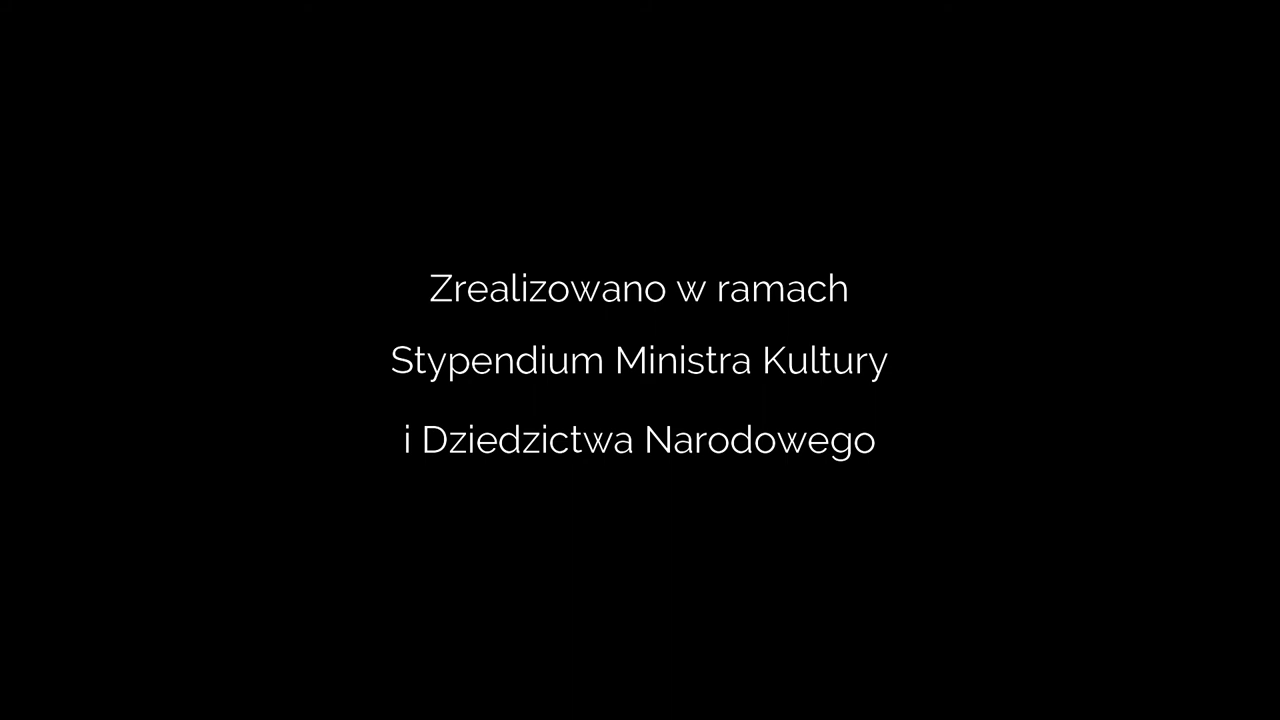 Zrealizowano w ramach
Stypendium Ministra Kultury
i Dziedzictwa Narodowego